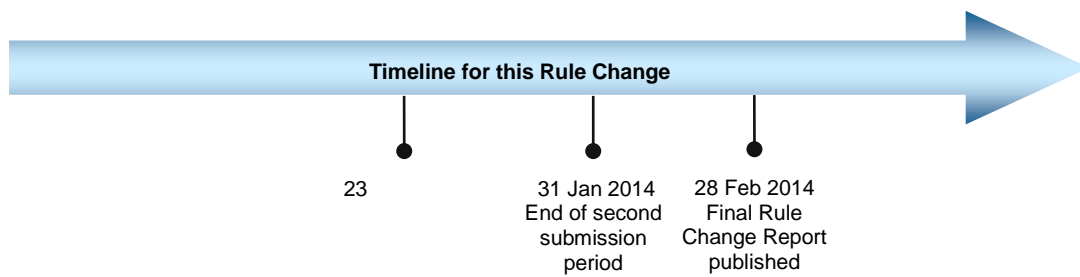 Timeline for this Rule Change
23
31 Jan 2014
End of second
submission
period
28 Feb 2014
Final Rule
Change Report
published